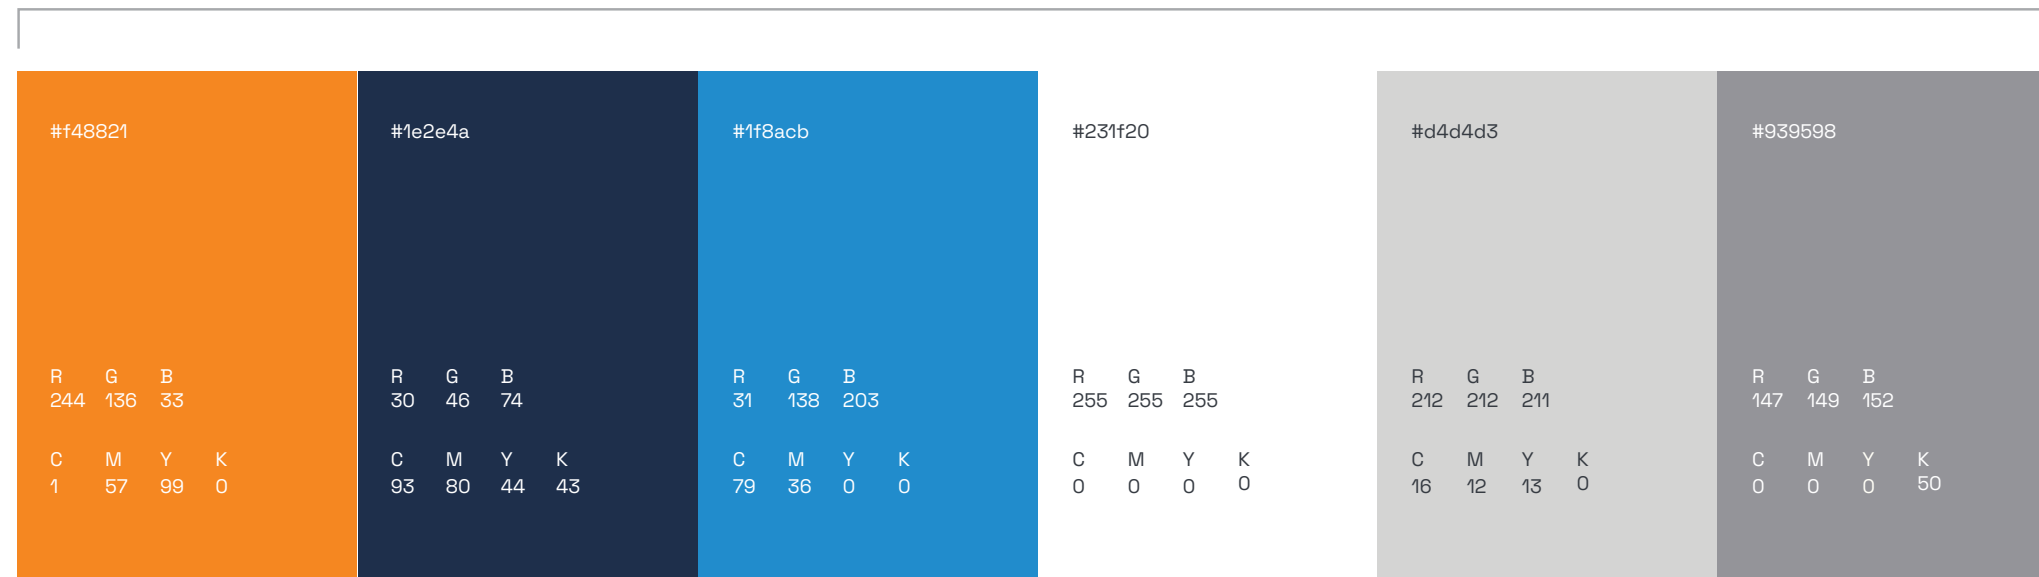 #f48821
R G B
244 136 33
C M Y K
1 57 99 0
#1e2e4a
R G B
30 46 74
C M Y K
93 80 44 43
#1f8acb
R G B
31 138 203
C M Y K
79 36 0 0
#231f20
R G B
255 255 255
C M Y K
0 0 0 0
#d4d4d3
R G B
212 212 211
C M Y K
16 12 13 0
#939598
R G B
147 149 152
C M Y K
0 0 0 50